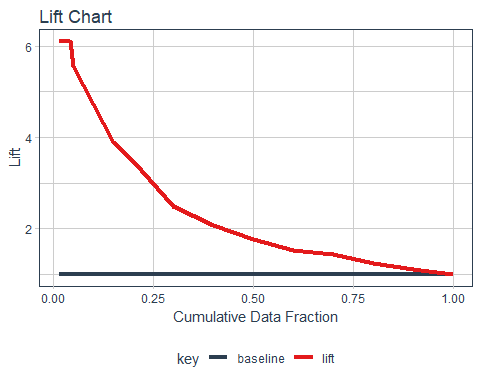 Lift Chart
6
4
2
Lift
0.00 0.25 0.50 0.75 1.00
Cumulative Data Fraction
key baseline lift